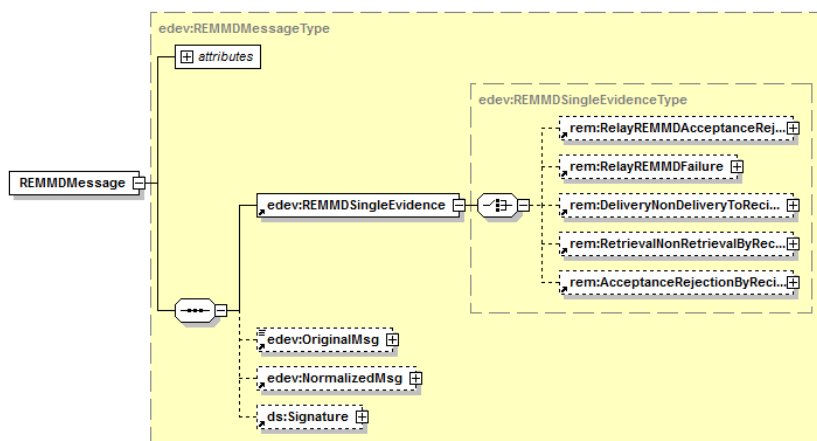 edev:REMMDMessageType
attributes
edev:REMMDSingleEvidenceType
rem:RelayREMMDAcceptanceRej...
rem:RelayREMMDFailure
REMMDMessage
edev:REMMDSingleEvidence
rem:DeliveryNonDeliveryToReci...
rem:RetrievalNonRetrievalByRec...
rem:AcceptanceRejectionByReci...
edev:OriginalMsg
edev:NormalizedMsg
ds:Signature